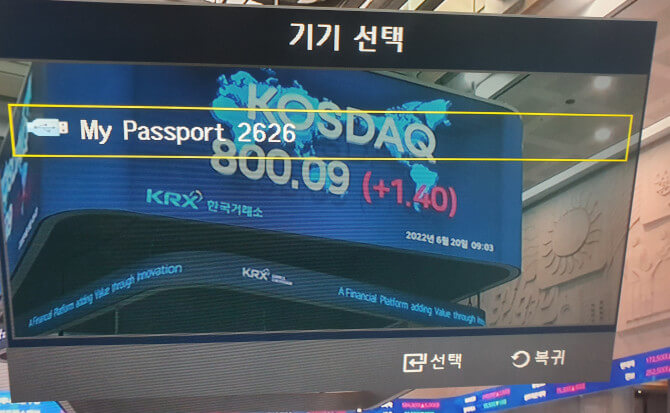 기기 선택
KOSDAQ
My Passport 2626
800.09 (+1.40)
KRX 한국거래소
2022년 6월 20일 09:03
A Financial Platform adding Value through Innovation
KRX
A Financial Platform adding Value through
선택
복귀